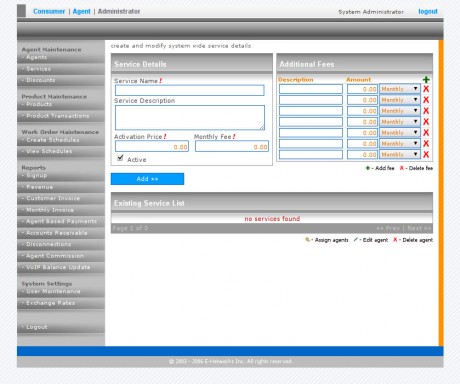 Consumer | Agent | Administrator
System Administrator logout
create and modify system wide service details
Agent Maintenance
- Agents
- Services
- Discounts
Product Maintenance
- Products
- Product Transactions
Work Order Maintenance
- Create Schedules
- View Schedules
Reports
- Signup
- Revenue
- Customer Invoice
- Monthly Invoice
- Agent Based Payments
- Accounts Receivable
- Disconnections
- Agent Commission
- VoIP Balance Update
System Settings
- User Maintenance
- Exchange Rates
- Logout
Service Details
Service Name !
Service Description
Activation Price ! Monthly Fee !
0.00 0.00
Active
Add >>
Additional Fees
Description Amount +
0.00 Monthly X
0.00 Monthly X
0.00 Monthly X
0.00 Monthly X
0.00 Monthly X
0.00 Monthly X
0.00 Monthly X
+ - Add fee X - Delete fee
Existing Service List
no services found
Page 1 of 0 << Prev | Next >>
- Assign agents - Edit agent X - Delete agent
© 2003 - 2006 E-Networks Inc. All rights reserved.